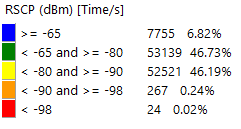 RSCP (dBm) [Time/s]
>= -65 7755 6.82%
< -65 and >= -80 53139 46.73%
< -80 and >= -90 52521 46.19%
< -90 and >= -98 267 0.24%
< -98 24 0.02%